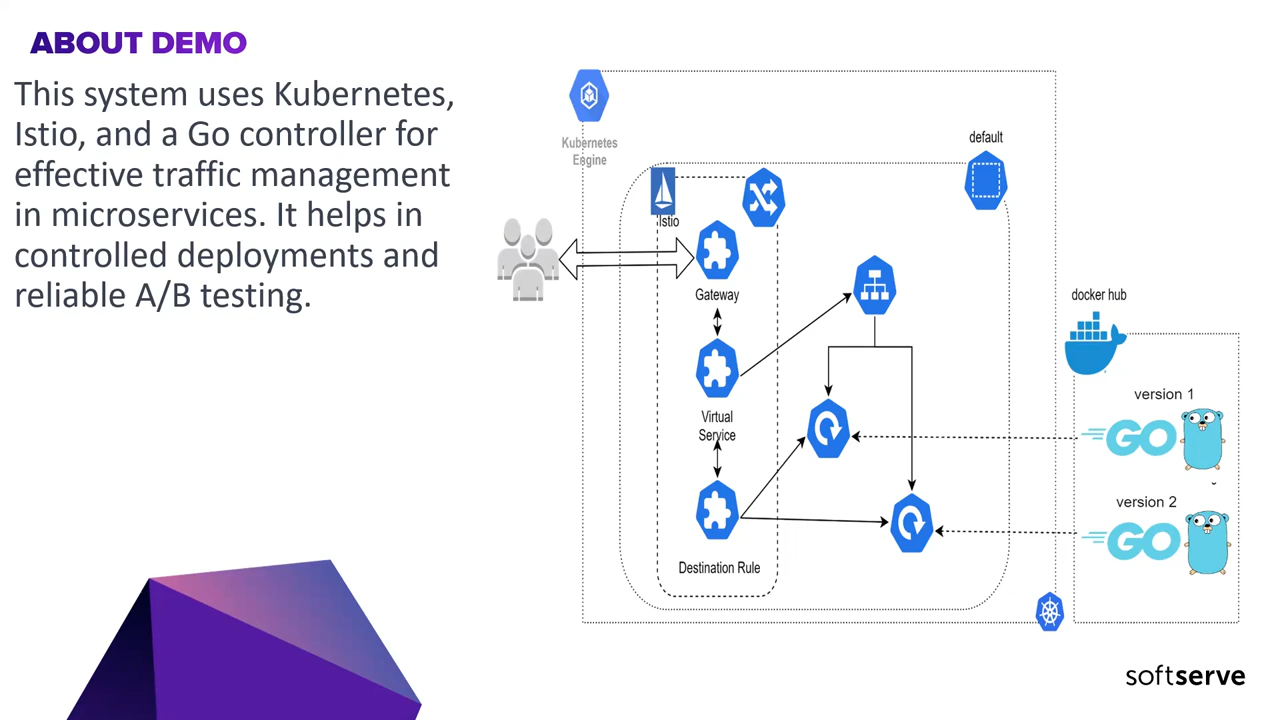 ABOUT DEMO
This system uses Kubernetes,
Istio, and a Go controller for
effective traffic management
in microservices. It helps in
controlled deployments and
reliable A/B testing.
Kubernetes
Engine
default
Istio
Gateway
docker hub
version 1
GO
Virtual
Service
version 2
GO
Destination Rule
softserve